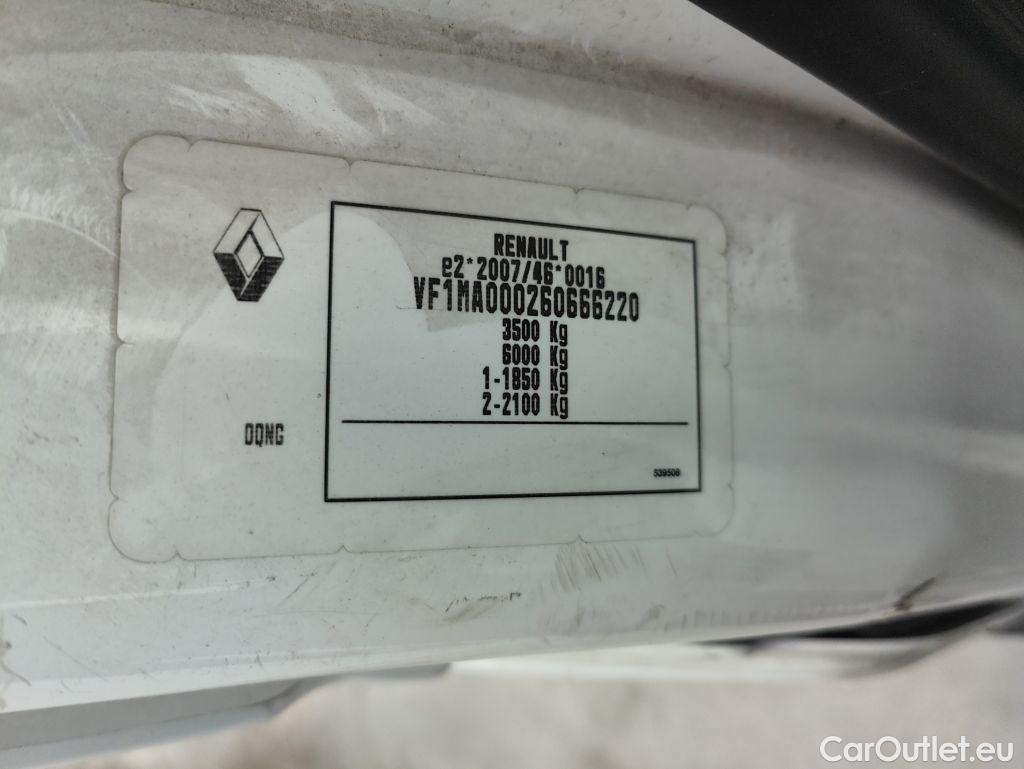 RENAULT
e2*2007/46*0016
VF1MA000260666220
3500 Kg
6000 Kg
1-1850 Kg
2-2100 Kg
DQNG
539508
CarOutlet.eu